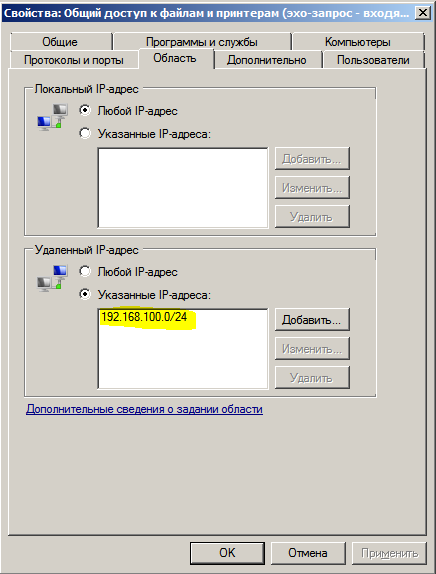 Свойства: Общий доступ к файлам и принтерам (эхо-запрос - входя...
Общие
Программы и службы
Компьютеры
Протоколы и порты
Область
Дополнительно
Пользователи
Локальный IP-адрес
Любой IP-адрес
Указанные IP-адреса:
Добавить...
Изменить...
Удалить
Удаленный IP-адрес
Любой IP-адрес
Указанные IP-адреса:
192.168.100.0/24
Добавить...
Изменить...
Удалить
Дополнительные сведения о задании области
OK
Отмена
Применить